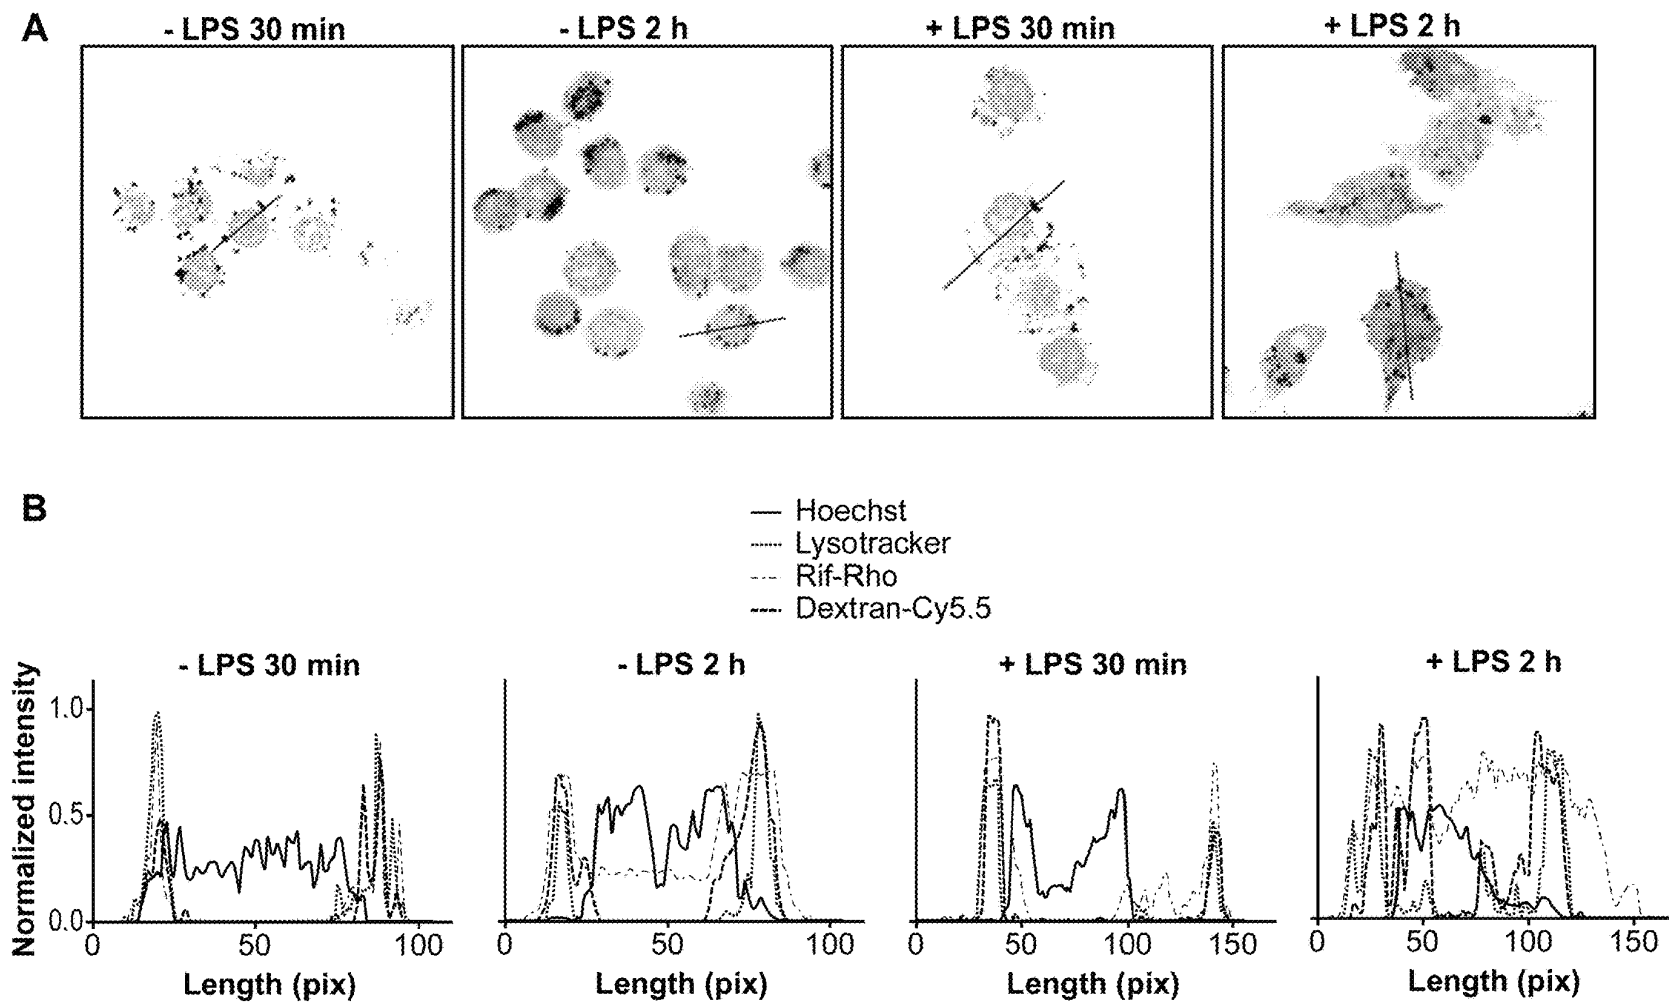 A
- LPS 30 min
- LPS 2 h
+ LPS 30 min
+ LPS 2 h
B
Hoechst
Lysotracker
Rif-Rho
Dextran-Cy5.5
- LPS 30 min
- LPS 2 h
+ LPS 30 min
+ LPS 2 h
Normalized intensity
1.0
0.5
0.0
0 50 100
0 50 100
0 50 100 150
0 50 100 150
Length (pix)
Length (pix)
Length (pix)
Length (pix)